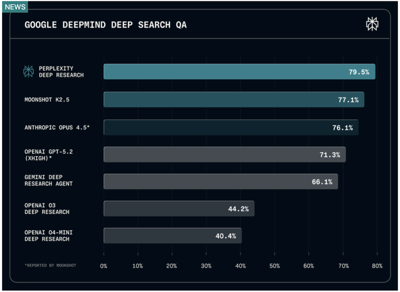 NEWS
GOOGLE DEEPMIND DEEP SEARCH QA
PERPLEXITY
DEEP RESEARCH
79.5%
MOONSHOT K2.5
77.1%
ANTHROPIC OPUS 4.5*
76.1%
OPENAI GPT-5.2
(XHIGH)*
71.3%
GEMINI DEEP
RESEARCH AGENT
66.1%
OPENAI O3
DEEP RESEARCH
44.2%
OPENAI O4-MINI
DEEP RESEARCH
40.4%
*REPORTED BY MOONSHOT
0% 10% 20% 30% 40% 50% 60% 70% 80%